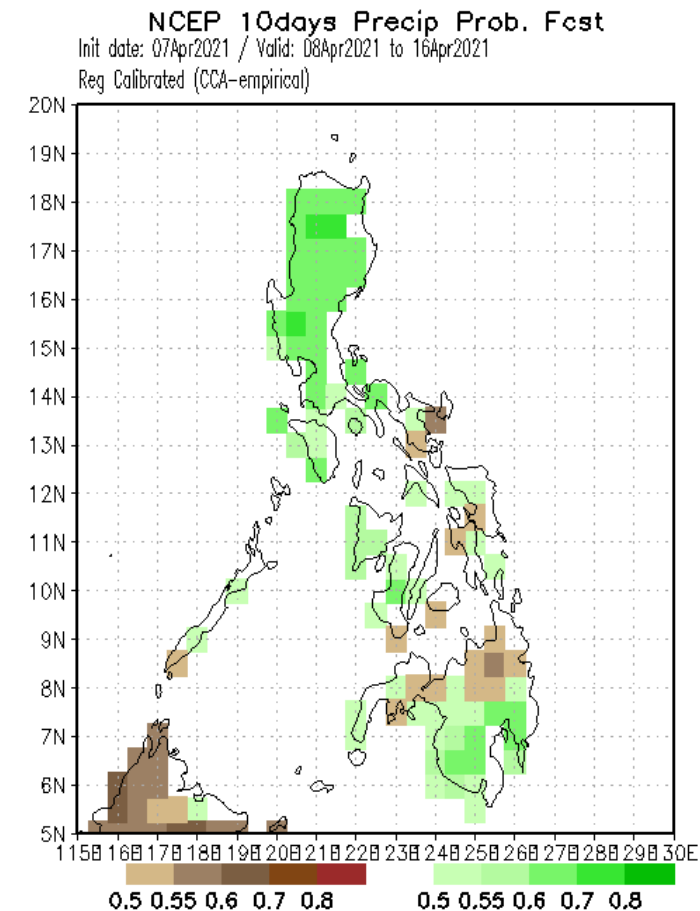 NCEP 10days Precip Prob. Fcst
Init date: 07Apr2021 / Valid: 08Apr2021 to 16Apr2021
Reg Calibrated (CCA-empirical)
20N
19N
18N
17N
16N
15N
14N
13N
12N
11N
10N
9N
8N
7N
6N
5N
115E 116E 117E 118E 119E 120E 121E 122E 123E 124E 125E 126E 127E 128E 129E 130E
0.5 0.55 0.6 0.7 0.8 0.5 0.55 0.6 0.7 0.8